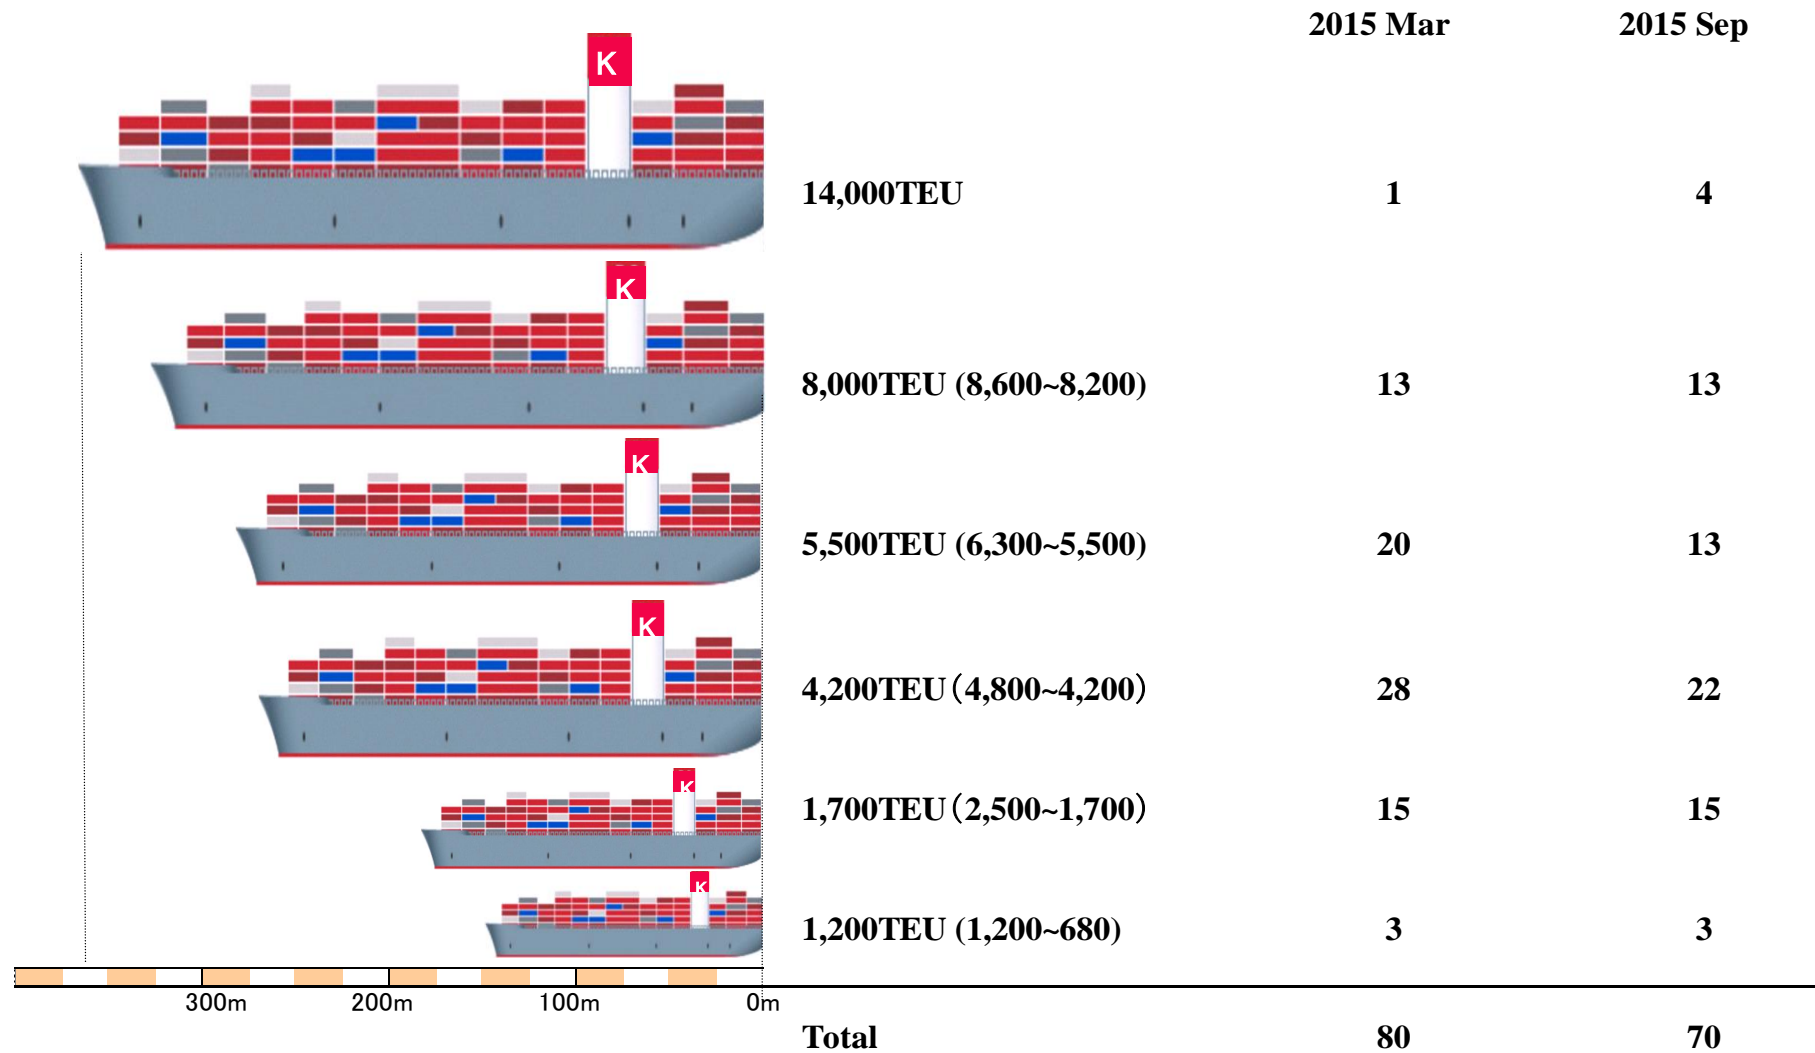 2015 Mar 2015 Sep
K
14,000TEU 1 4
K
8,000TEU (8,600~8,200) 13 13
K
5,500TEU (6,300~5,500) 20 13
K
4,200TEU(4,800~4,200) 28 22
K
1,700TEU(2,500~1,700) 15 15
K
1,200TEU (1,200~680) 3 3
300m 200m 100m 0m
Total 80 70